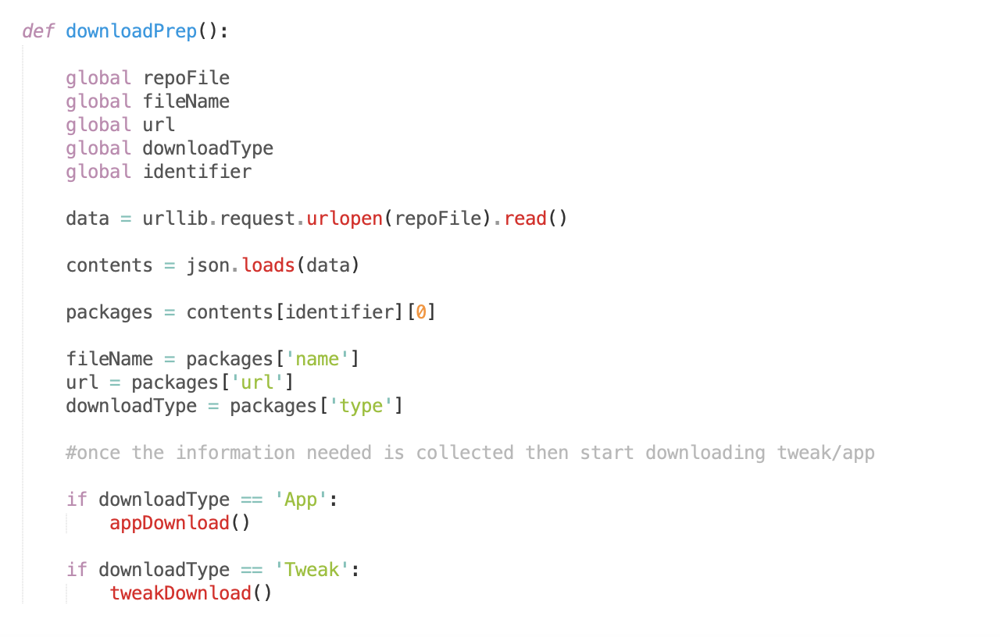 def downloadPrep():
global repoFile
global fileName
global url
global downloadType
global identifier
data = urllib.request.urlopen(repoFile).read()
contents = json.loads(data)
packages = contents[identifier][0]
fileName = packages['name']
url = packages['url']
downloadType = packages['type']
#once the information needed is collected then start downloading tweak/app
if downloadType == 'App':
appDownload()
if downloadType == 'Tweak':
tweakDownload()